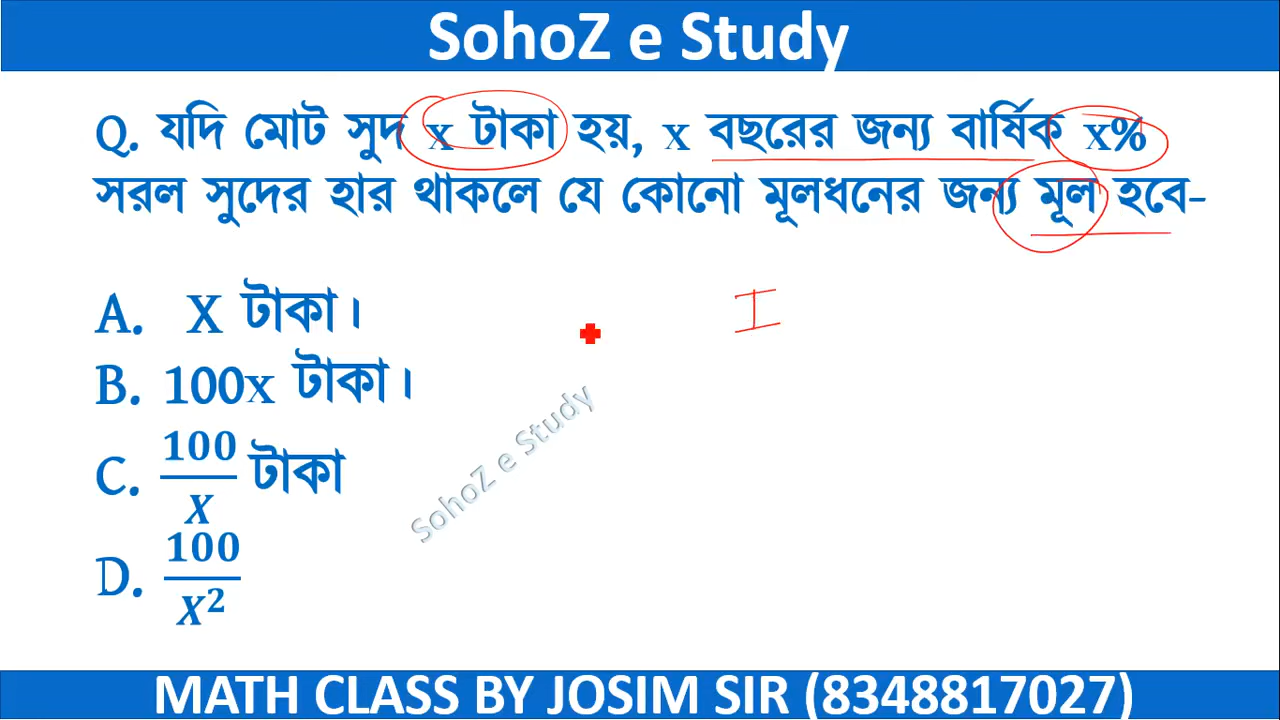 SohoZ e Study
Q. যদি মোট সুদ x টাকা হয়, x বছরের জন্য বার্ষিক x%
সরল সুদের হার থাকলে যে কোনো মূলধনের জন্য মূল হবে-
A. X টাকা।
I
B. 100x টাকা।
C. 100/X টাকা
D. 100/X²
SohoZ e Study
MATH CLASS BY JOSIM SIR (8348817027)